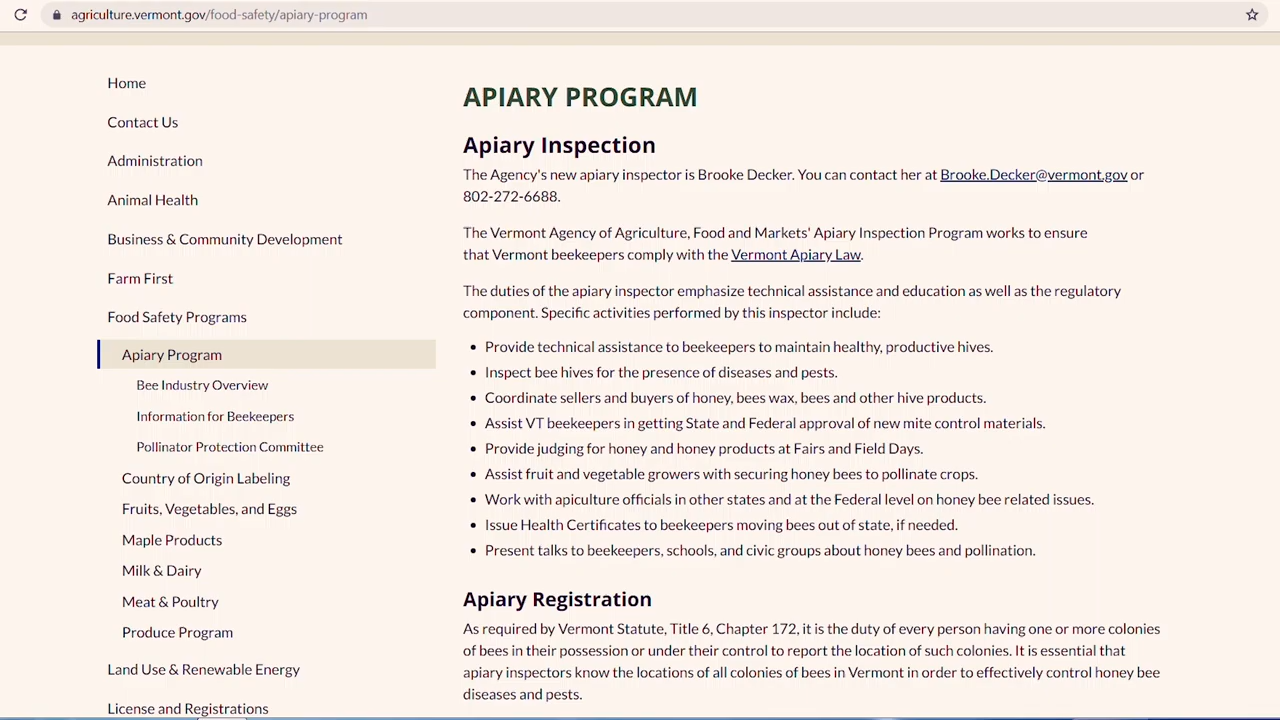 agriculture.vermont.gov/food-safety/apiary-program
Home
Contact Us
Administration
Animal Health
Business & Community Development
Farm First
Food Safety Programs
Apiary Program
Bee Industry Overview
Information for Beekeepers
Pollinator Protection Committee
Country of Origin Labeling
Fruits, Vegetables, and Eggs
Maple Products
Milk & Dairy
Meat & Poultry
Produce Program
Land Use & Renewable Energy
License and Registrations
APIARY PROGRAM
Apiary Inspection
The Agency's new apiary inspector is Brooke Decker. You can contact her at Brooke.Decker@vermont.gov or
802-272-6688.
The Vermont Agency of Agriculture, Food and Markets' Apiary Inspection Program works to ensure
that Vermont beekeepers comply with the Vermont Apiary Law.
The duties of the apiary inspector emphasize technical assistance and education as well as the regulatory
component. Specific activities performed by this inspector include:
• Provide technical assistance to beekeepers to maintain healthy, productive hives.
• Inspect bee hives for the presence of diseases and pests.
• Coordinate sellers and buyers of honey, bees wax, bees and other hive products.
• Assist VT beekeepers in getting State and Federal approval of new mite control materials.
• Provide judging for honey and honey products at Fairs and Field Days.
• Assist fruit and vegetable growers with securing honey bees to pollinate crops.
• Work with apiculture officials in other states and at the Federal level on honey bee related issues.
• Issue Health Certificates to beekeepers moving bees out of state, if needed.
• Present talks to beekeepers, schools, and civic groups about honey bees and pollination.
Apiary Registration
As required by Vermont Statute, Title 6, Chapter 172, it is the duty of every person having one or more colonies
of bees in their possession or under their control to report the location of such colonies. It is essential that
apiary inspectors know the locations of all colonies of bees in Vermont in order to effectively control honey bee
diseases and pests.